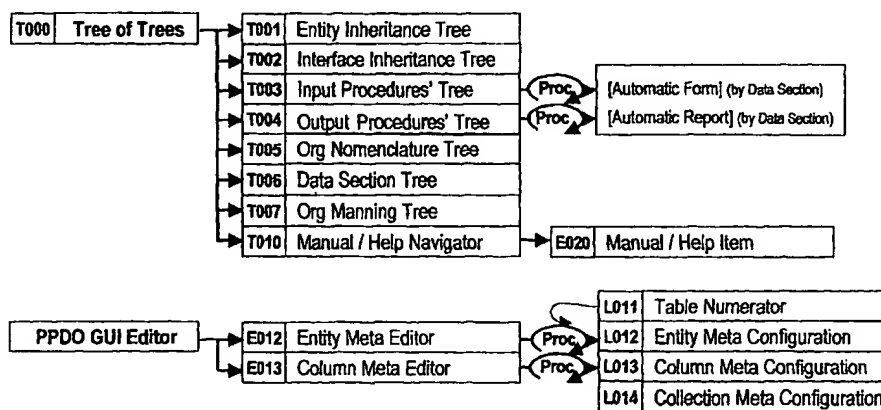 T000 Tree of Trees
T001 Entity Inheritance Tree
T002 Interface Inheritance Tree
T003 Input Procedures' Tree
Proc
[Automatic Form] (by Data Section)
T004 Output Procedures' Tree
Proc
[Automatic Report] (by Data Section)
T005 Org Nomenclature Tree
T006 Data Section Tree
T007 Org Manning Tree
T010 Manual / Help Navigator
E020 Manual / Help Item
PPDO GUI Editor
L011 Table Numerator
E012 Entity Meta Editor
Proc
L012 Entity Meta Configuration
E013 Column Meta Editor
Proc
L013 Column Meta Configuration
L014 Collection Meta Configuration